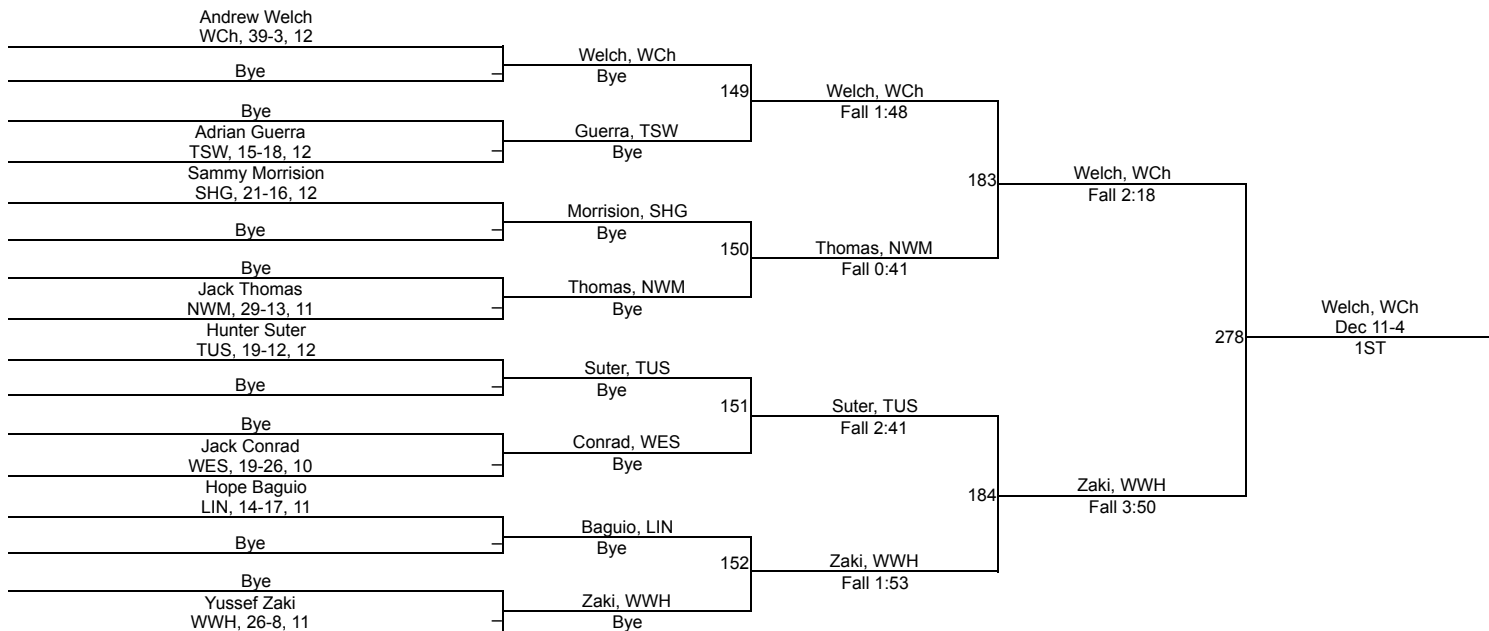 Andrew Welch
WCh, 39-3, 12
Bye
Bye
Adrian Guerra
TSW, 15-18, 12
Sammy Morrision
SHG, 21-16, 12
Bye
Bye
Jack Thomas
NWM, 29-13, 11
Hunter Suter
TUS, 19-12, 12
Bye
Bye
Jack Conrad
WES, 19-26, 10
Hope Baguio
LIN, 14-17, 11
Bye
Bye
Yussef Zaki
WWH, 26-8, 11
Welch, WCh
Bye
149
Guerra, TSW
Bye
Morrision, SHG
Bye
150
Thomas, NWM
Bye
Suter, TUS
Bye
151
Conrad, WES
Bye
Baguio, LIN
Bye
152
Zaki, WWH
Bye
Welch, WCh
Fall 1:48
183
Thomas, NWM
Fall 0:41
Suter, TUS
Fall 2:41
184
Zaki, WWH
Fall 1:53
Welch, WCh
Fall 2:18
278
Zaki, WWH
Fall 3:50
Welch, WCh
Dec 11-4
1ST